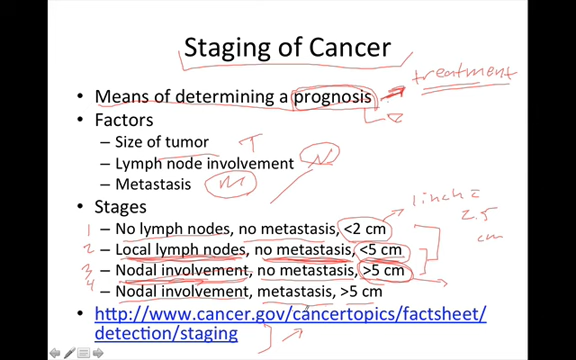 Staging of Cancer
treatment
• Means of determining a prognosis
• Factors
– Size of tumor T
– Lymph node involvement N
– Metastasis M
• Stages
1 inch =
2.5
cm
1 – No lymph nodes, no metastasis, <2 cm
2 – Local lymph nodes, no metastasis, <5 cm
3 – Nodal involvement, no metastasis, >5 cm
4 – Nodal involvement, metastasis, >5 cm
• http://www.cancer.gov/cancertopics/factsheet/
detection/staging